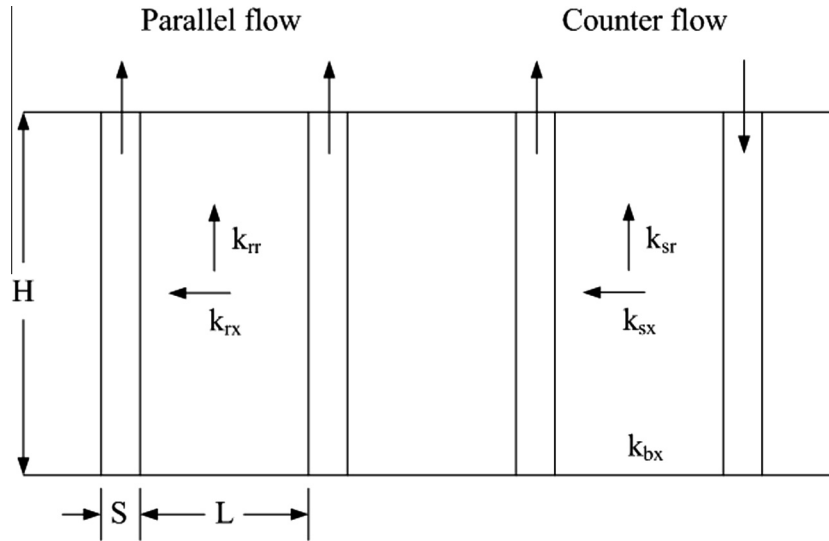 Parallel flow
Counter flow
k_rr
k_sr
H
k_rx
k_sx
k_bx
S
L